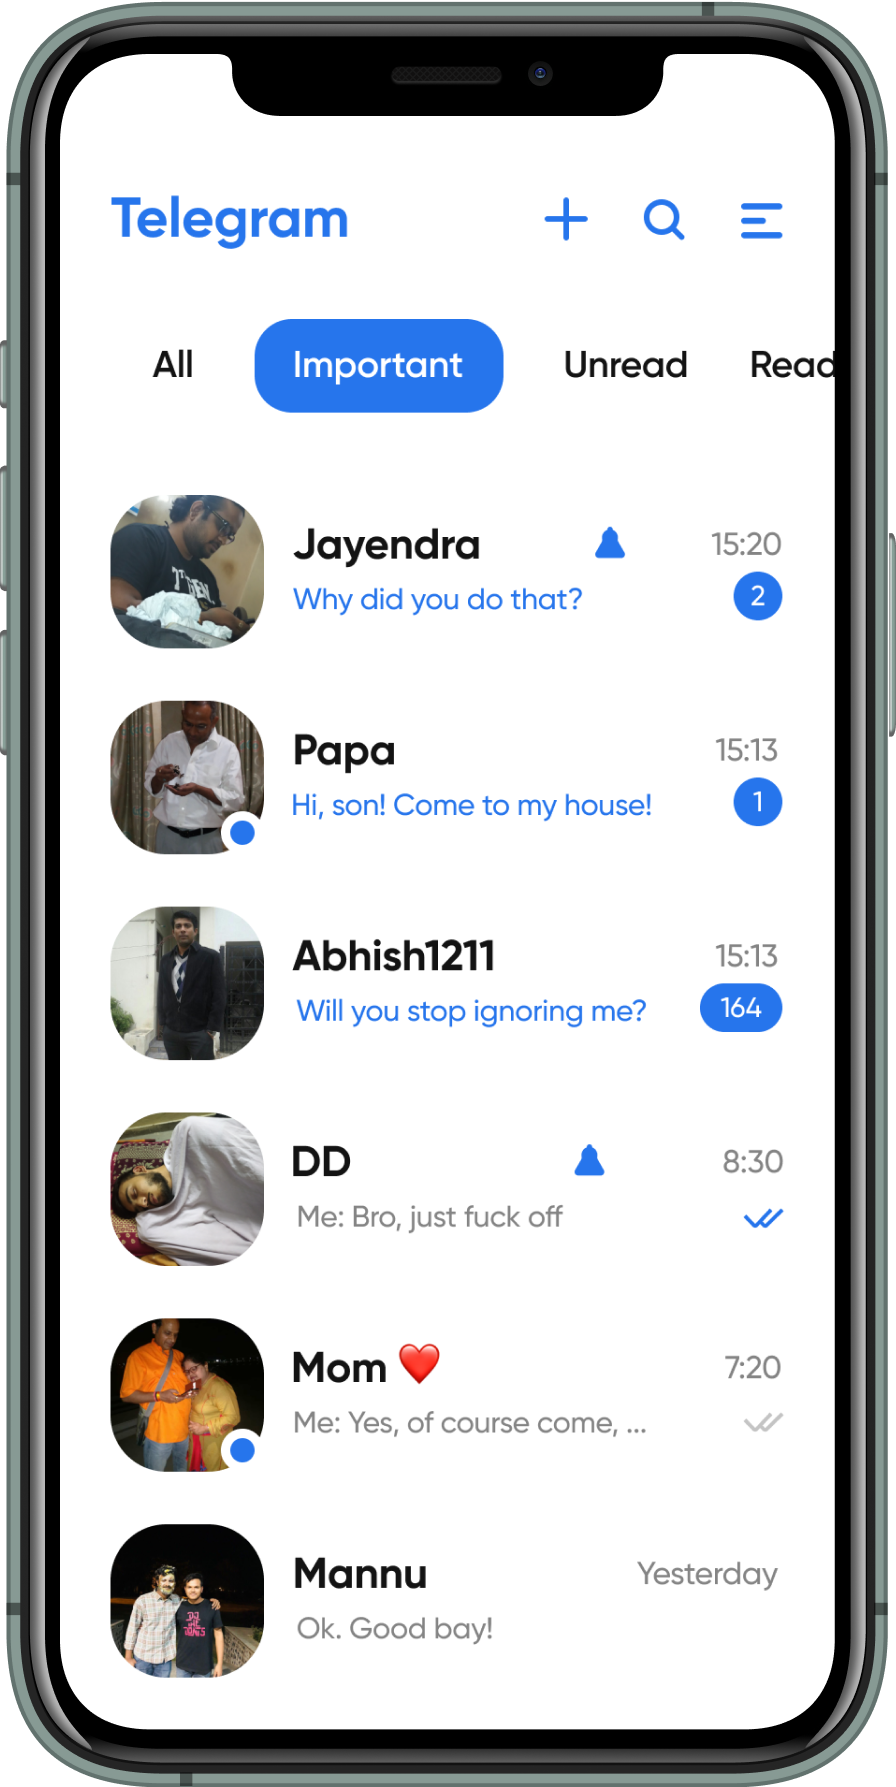 Telegram
All Important Unread Read
Jayendra 15:20
Why did you do that? 2
Papa 15:13
Hi, son! Come to my house! 1
Abhish1211 15:13
Will you stop ignoring me? 164
DD 8:30
Me: Bro, just fuck off
Mom ❤️ 7:20
Me: Yes, of course come, ...
Mannu Yesterday
Ok. Good bay!